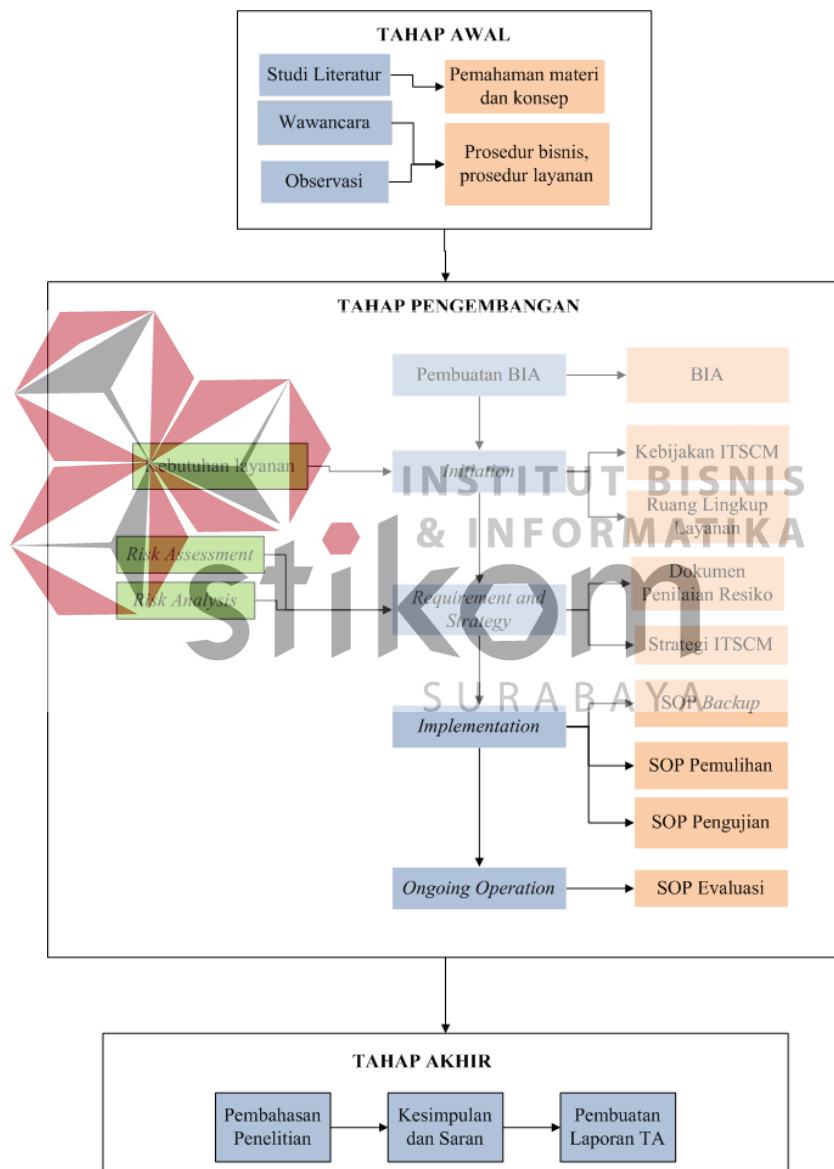 TAHAP AWAL
Studi Literatur
Pemahaman materi
dan konsep
Wawancara
Observasi
Prosedur bisnis,
prosedur layanan
TAHAP PENGEMBANGAN
Pembuatan BIA
BIA
Kebutuhan layanan
Initiation
Kebijakan ITSCM
Ruang Lingkup
Layanan
INSTITUT BISNIS
& INFORMATIKA
stikom
SURABAYA
Risk Assessment
Risk Analysis
Requirement and
Strategy
Dokumen
Penilaian Resiko
Strategi ITSCM
Implementation
SOP Backup
SOP Pemulihan
SOP Pengujian
Ongoing Operation
SOP Evaluasi
TAHAP AKHIR
Pembahasan
Penelitian
Kesimpulan
dan Saran
Pembuatan
Laporan TA